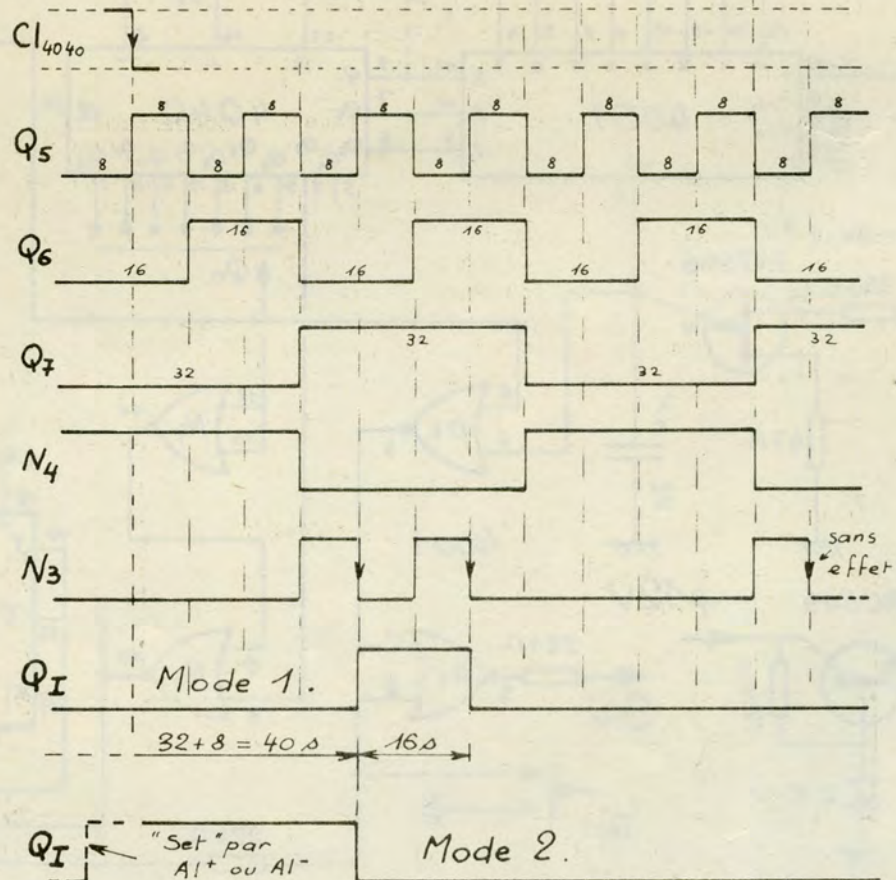 Cl4040
8 8 8 8 8 8 8
Q5
8 8 8 8 8 8 8
Q6
16 16 16
16 16 16 16
Q7
32 32
32 32
N4
N3
sans
effet
QI Mode 1.
32+8 = 40 s 16 s
QI "Set" par
Al+ ou Al-
Mode 2.